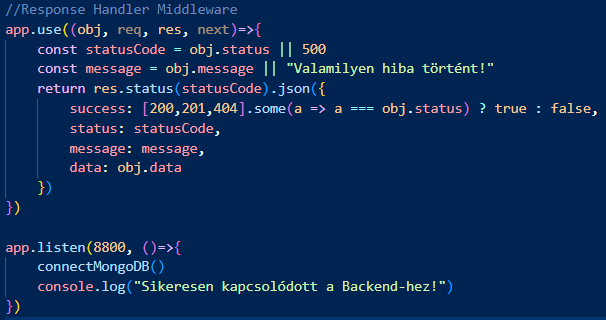 //Response Handler Middleware
app.use((obj, req, res, next)=>{
    const statusCode = obj.status || 500
    const message = obj.message || "Valamilyen hiba történt!"
    return res.status(statusCode).json({
        success: [200,201,404].some(a => a === obj.status) ? true : false,
        status: statusCode,
        message: message,
        data: obj.data
    })
})

app.listen(8800, ()=>{
    connectMongoDB()
    console.log("Sikeresen kapcsolódott a Backend-hez!")
})